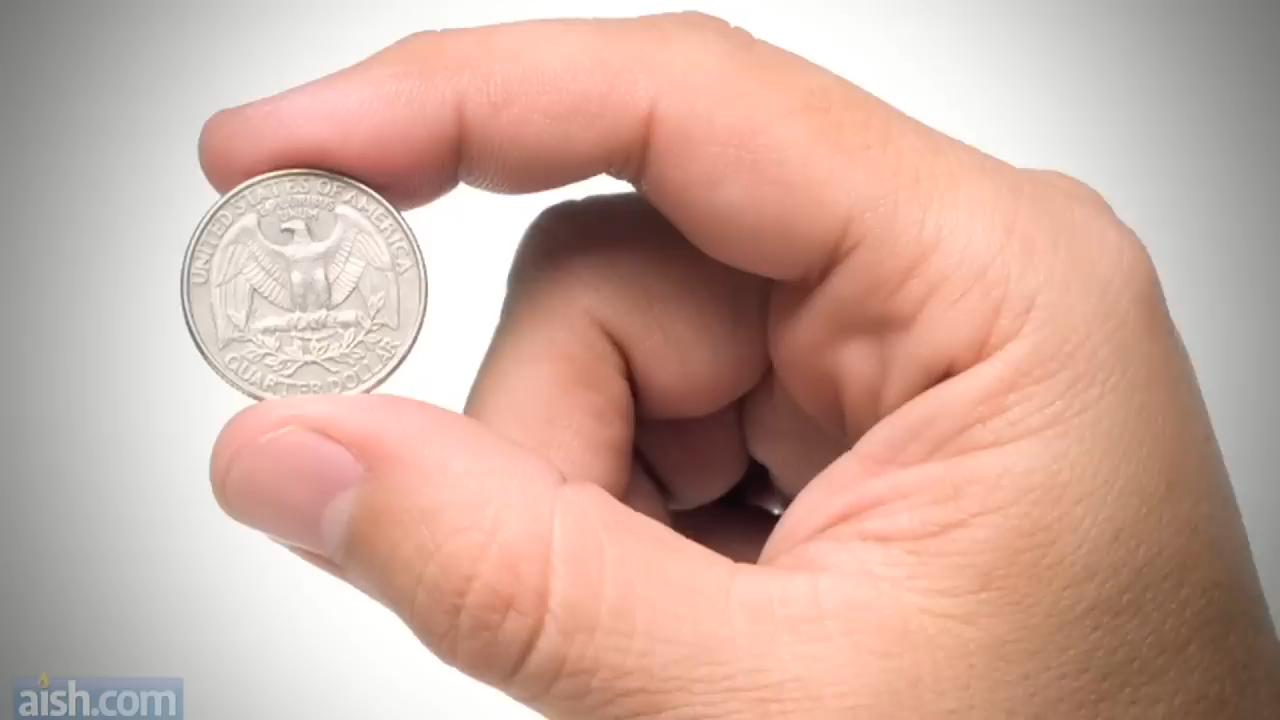 UNITED STATES OF AMERICA
E PLURIBUS
UNUM
QUARTER DOLLAR
aish.com